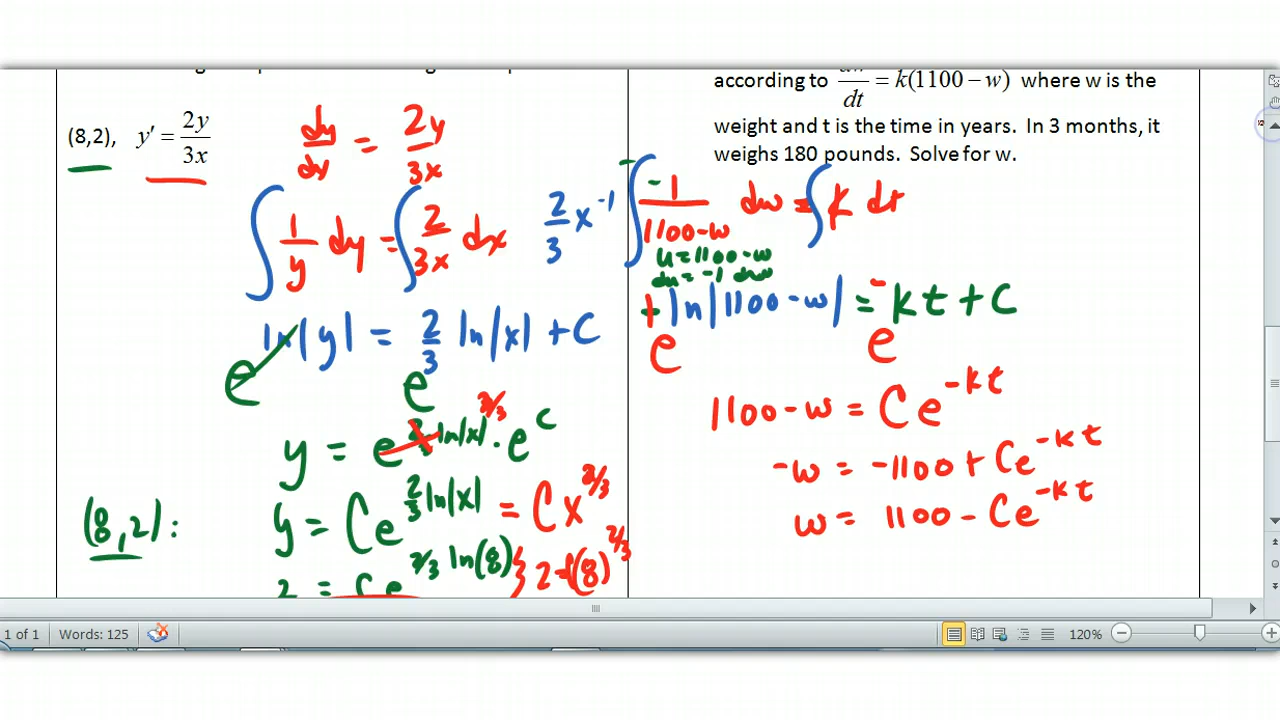 (8,2), y' = 2y/3x
dy/dx = 2y/3x
∫ 1/y dy = ∫ 2/3x dx 2/3 x^-1
ln|y| = 2/3 ln|x| + C
e e
y = e^(2/3 ln|x|^2/3) · e^c
(8,2):
y = Ce^(2/3 ln|x|) = Cx^(2/3)
2 = Ce^(2/3 ln(8)) } 2 = C(8)^(2/3)
according to dw/dt = k(1100 − w) where w is the
weight and t is the time in years. In 3 months, it
weighs 180 pounds. Solve for w.
-∫ -1/1100-w dw = ∫ k dt
u = 1100-w
du = -1 dw
+ln|1100-w| = -kt + C
e e
1100-w = Ce^-kt
-w = -1100 + Ce^-kt
w = 1100 - Ce^-kt
1 of 1 Words: 125 120%